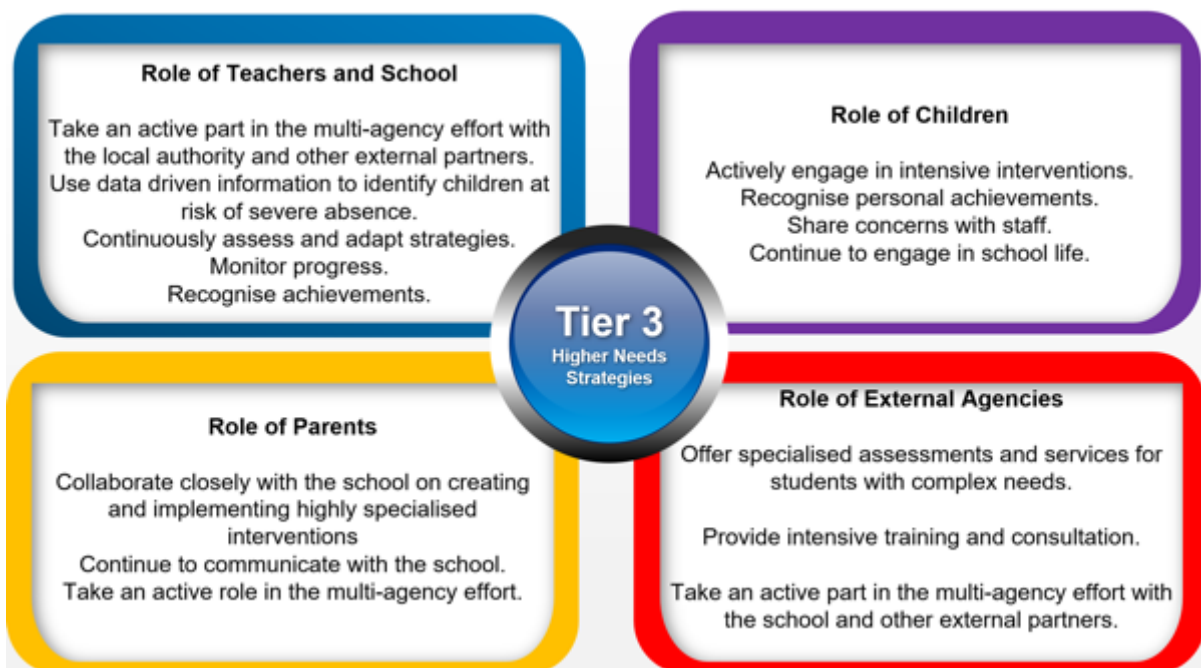 Role of Teachers and School
Take an active part in the multi-agency effort with
the local authority and other external partners.
Use data driven information to identify children at
risk of severe absence.
Continuously assess and adapt strategies.
Monitor progress.
Recognise achievements.
Role of Children
Actively engage in intensive interventions.
Recognise personal achievements.
Share concerns with staff.
Continue to engage in school life.
Tier 3
Higher Needs
Strategies
Role of Parents
Collaborate closely with the school on creating
and implementing highly specialised
interventions
Continue to communicate with the school.
Take an active role in the multi-agency effort.
Role of External Agencies
Offer specialised assessments and services for
students with complex needs.
Provide intensive training and consultation.
Take an active part in the multi-agency effort with
the school and other external partners.